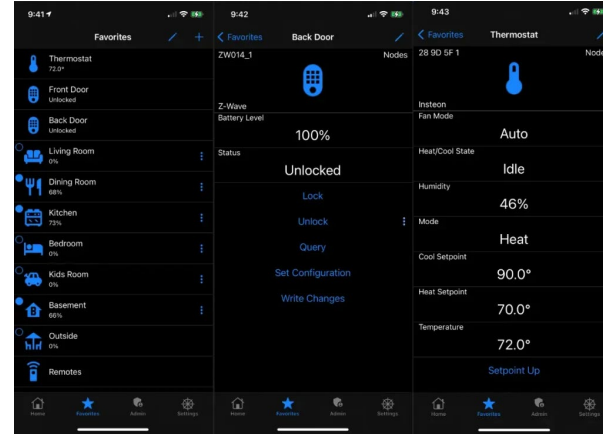 9:41
Favorites
Thermostat
72.0°
Front Door
Unlocked
Back Door
Unlocked
Living Room
0%
Dining Room
68%
Kitchen
73%
Bedroom
0%
Kids Room
0%
Basement
66%
Outside
0%
Remotes
Home
Favorites
Admin
Settings
9:42
Favorites
Back Door
ZW014_1
Nodes
Z-Wave
Battery Level
100%
Status
Unlocked
Lock
Unlock
Query
Set Configuration
Write Changes
Home
Favorites
Admin
Settings
9:43
Favorites
Thermostat
28 9D 5F 1
Node
Insteon
Fan Mode
Auto
Heat/Cool State
Idle
Humidity
46%
Mode
Heat
Cool Setpoint
90.0°
Heat Setpoint
70.0°
Temperature
72.0°
Setpoint Up
Home
Favorites
Admin
Settings